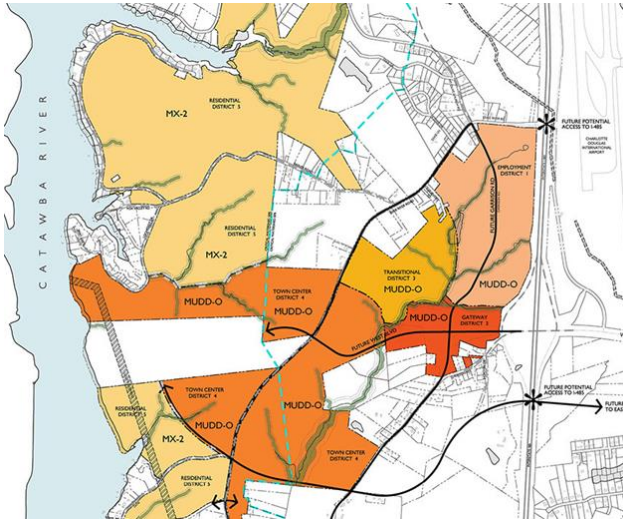 CATAWBA RIVER
MX-2
RESIDENTIAL
DISTRICT 5
FUTURE POTENTIAL
ACCESS TO I-485
CHARLOTTE
DOUGLAS
INTERNATIONAL
AIRPORT
EMPLOYMENT
DISTRICT 1
FUTURE GARRISON RD
RESIDENTIAL
DISTRICT 5
MX-2
TRANSITIONAL
DISTRICT 3
MUDD-O
MUDD-O
MUDD-O
TOWN CENTER
DISTRICT 4
MUDD-O
MUDD-O
GATEWAY
DISTRICT 2
FUTURE WEST BLVD
FUTURE POTENTIAL
ACCESS TO I-485
TOWN CENTER
DISTRICT 4
MUDD-O
MUDD-O
FUTURE
TO EAS
RESIDENTIAL
DISTRICT 5
MX-2
TOWN CENTER
DISTRICT 4
RESIDENTIAL
DISTRICT 5